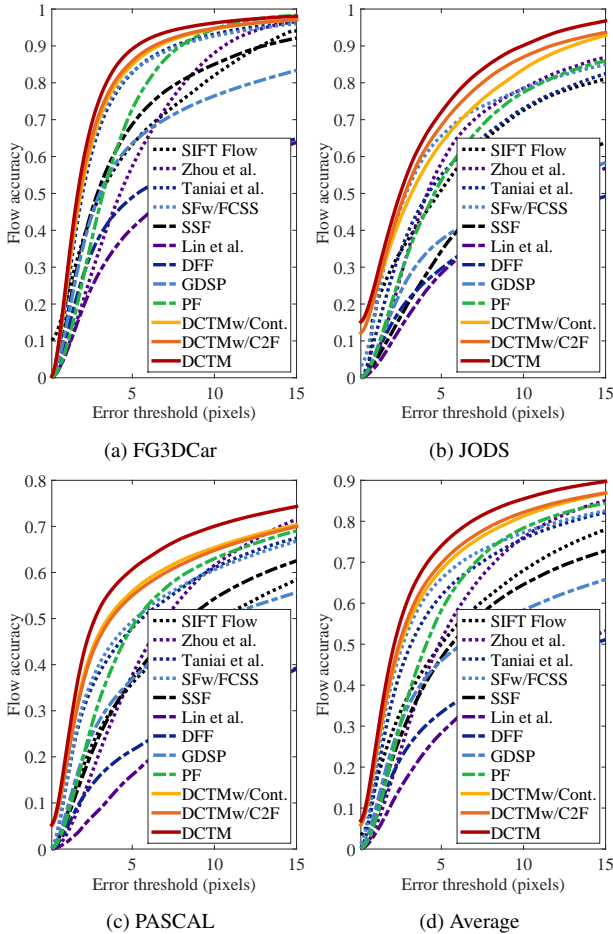 1
0.9
0.8
0.7
0.6
0.5
0.4
0.3
0.2
0.1
0
Flow accuracy
SIFT Flow
Zhou et al.
Taniai et al.
SFw/FCSS
SSF
Lin et al.
DFF
GDSP
PF
DCTMw/Cont.
DCTMw/C2F
DCTM
5 10 15
Error threshold (pixels)
(a) FG3DCar
1
0.9
0.8
0.7
0.6
0.5
0.4
0.3
0.2
0.1
0
Flow accuracy
SIFT Flow
Zhou et al.
Taniai et al.
SFw/FCSS
SSF
Lin et al.
DFF
GDSP
PF
DCTMw/Cont.
DCTMw/C2F
DCTM
5 10 15
Error threshold (pixels)
(b) JODS
0.8
0.7
0.6
0.5
0.4
0.3
0.2
0.1
0
Flow accuracy
SIFT Flow
Zhou et al.
Taniai et al.
SFw/FCSS
SSF
Lin et al.
DFF
GDSP
PF
DCTMw/Cont.
DCTMw/C2F
DCTM
5 10 15
Error threshold (pixels)
(c) PASCAL
0.9
0.8
0.7
0.6
0.5
0.4
0.3
0.2
0.1
0
Flow accuracy
SIFT Flow
Zhou et al.
Taniai et al.
SFw/FCSS
SSF
Lin et al.
DFF
GDSP
PF
DCTMw/Cont.
DCTMw/C2F
DCTM
5 10 15
Error threshold (pixels)
(d) Average